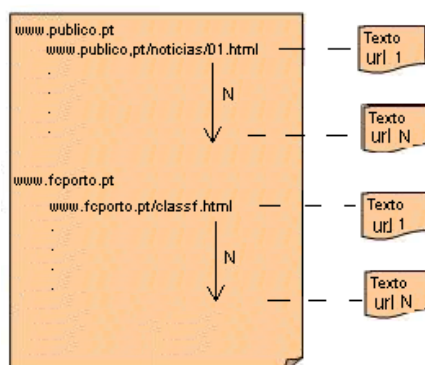 www.publico.pt
www.publico.pt/noticias/01.html
N
www.fcporto.pt
www.fcporto.pt/classf.html
N
Texto
url 1
Texto
url N
Texto
url 1
Texto
url N